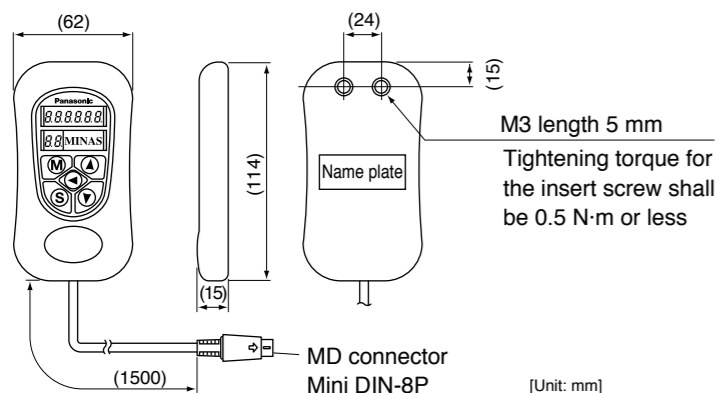 (62)
(24)
(15)
Panasonic
8.8.8.8.8.8.
8.8 MINAS
M
S
(114)
Name plate
M3 length 5 mm
Tightening torque for
the insert screw shall
be 0.5 N·m or less
(15)
(1500)
MD connector
Mini DIN-8P
[Unit: mm]